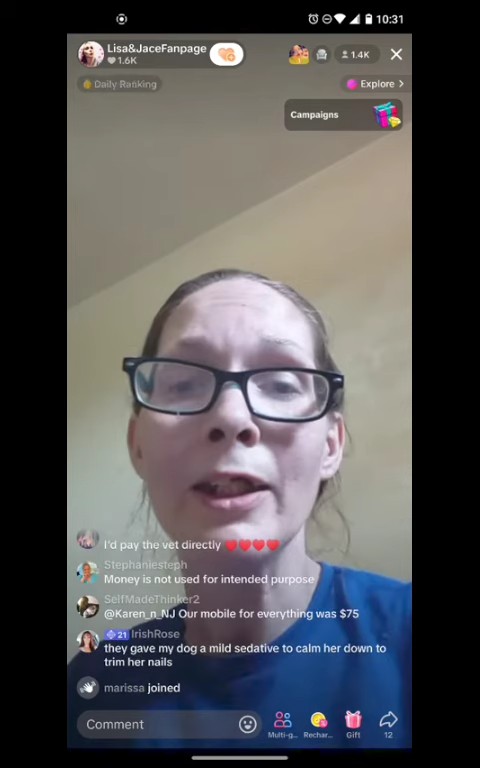 10:31
Lisa&JaceFanpage
1.6K
1.4K
Daily Ranking
Explore >
Campaigns
I'd pay the vet directly ❤️❤️❤️❤️
Stephaniesteph
Money is not used for intended purpose
SelfMadeThinker2
@Karen_n_NJ Our mobile for everything was $75
21 IrishRose
they gave my dog a mild sedative to calm her down to
trim her nails
marissa joined
Comment
Multi-g... Rechar... Gift 12